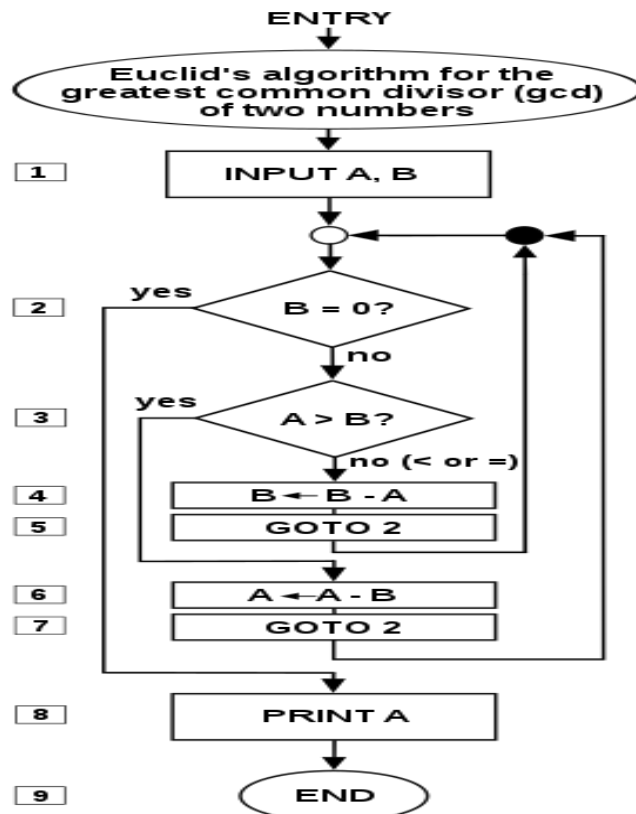 ENTRY
Euclid's algorithm for the
greatest common divisor (gcd)
of two numbers
1
INPUT A, B
yes
2
B = 0?
no
yes
3
A > B?
no (< or =)
4
B ← B - A
5
GOTO 2
6
A ← A - B
7
GOTO 2
8
PRINT A
9
END